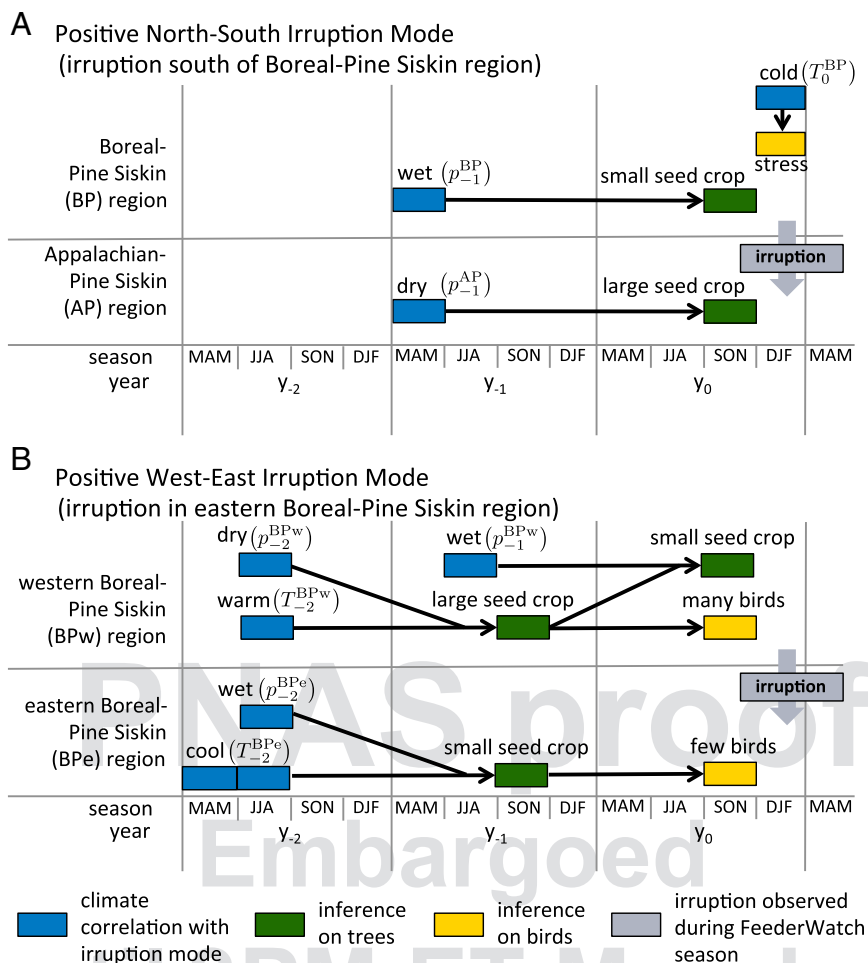 A
Positive North-South Irruption Mode
(irruption south of Boreal-Pine Siskin region)
cold (T₀^BP)
Boreal-
Pine Siskin
(BP) region
stress
wet (p₋₁^BP)
small seed crop
Appalachian-
Pine Siskin
(AP) region
irruption
dry (p₋₁^AP)
large seed crop
season MAM JJA SON DJF MAM JJA SON DJF MAM JJA SON DJF MAM
year y₋₂ y₋₁ y₀
B
Positive West-East Irruption Mode
(irruption in eastern Boreal-Pine Siskin region)
dry (p₋₂^BPw) wet (p₋₁^BPw) small seed crop
western Boreal-
Pine Siskin
(BPw) region
warm (T₋₂^BPw) large seed crop many birds
PNAS proof
wet (p₋₂^BPe)
irruption
eastern Boreal-
Pine Siskin
(BPe) region
cool (T₋₂^BPe) small seed crop few birds
season MAM JJA SON DJF MAM JJA SON DJF MAM JJA SON DJF MAM
year y₋₂ y₋₁ y₀
Embargoed
climate
correlation with
irruption mode
inference
on trees
inference
on birds
irruption observed
during FeederWatch
season